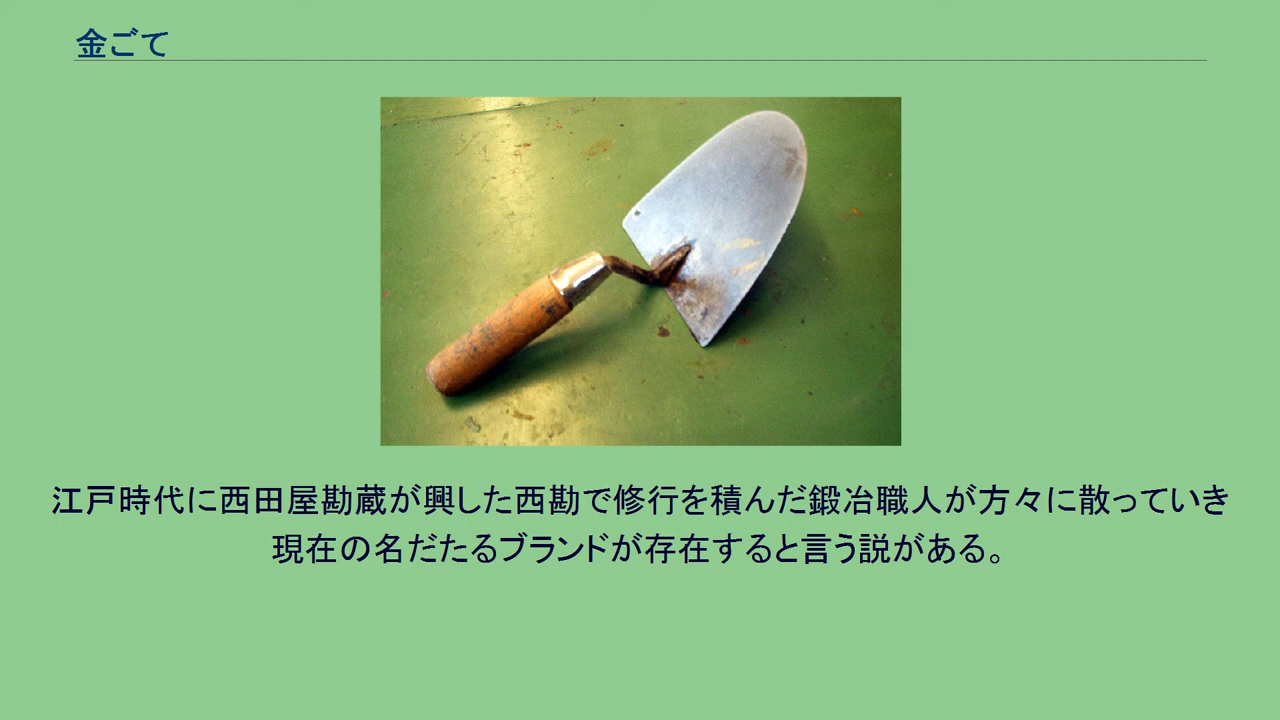 金ごて
江戸時代に西田屋勘蔵が興した西勘で修行を積んだ鍛冶職人が方々に散っていき
現在の名だたるブランドが存在すると言う説がある。